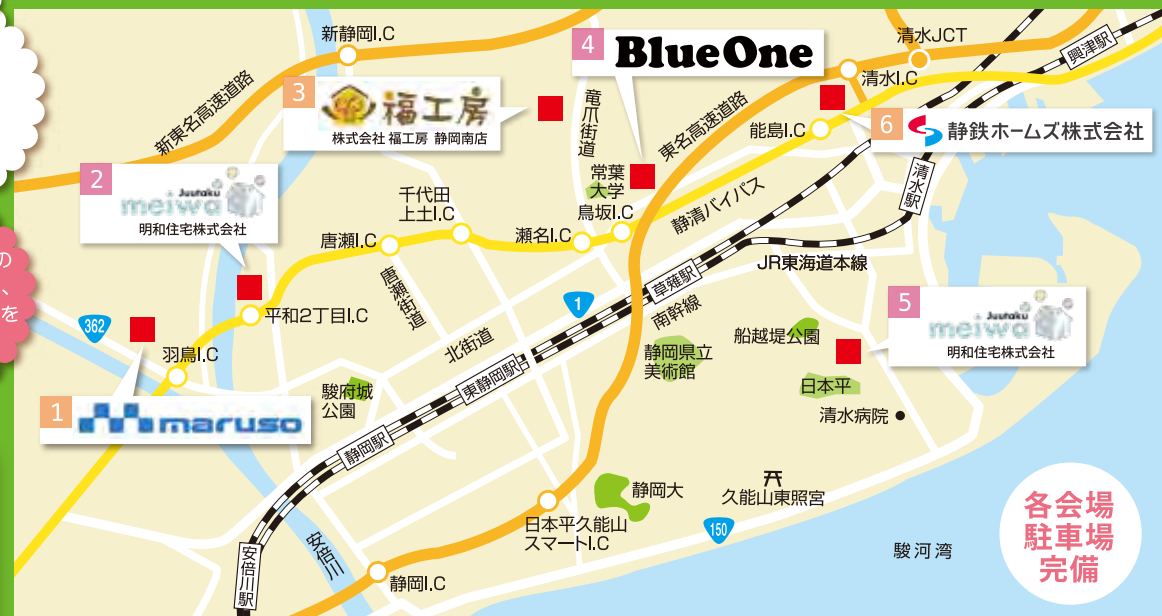 新静岡I.C
新東名高速道路
3
福工房
株式会社 福工房 静岡南店
4
BlueOne
竜爪街道
清水JCT
興津駅
清水I.C
東名高速道路
能島I.C
6
静鉄ホームズ株式会社
清水駅
2
Juutaku
meiwa
明和住宅株式会社
常葉
大学
千代田
上土I.C
鳥坂I.C
静清バイパス
唐瀬I.C
瀬名I.C
唐瀬街道
JR東海道本線
草薙駅
南幹線
の
、
を
362
平和2丁目I.C
1
羽鳥I.C
北街道
5
Juutaku
meiwa
明和住宅株式会社
船越堤公園
静岡県立
美術館
東静岡駅
駿府城
公園
日本平
清水病院
1
maruso
静岡駅
静岡大
久能山東照宮
日本平久能山
スマートI.C
150
安倍川
安倍川駅
静岡I.C
駿河湾
各会場
駐車場
完備